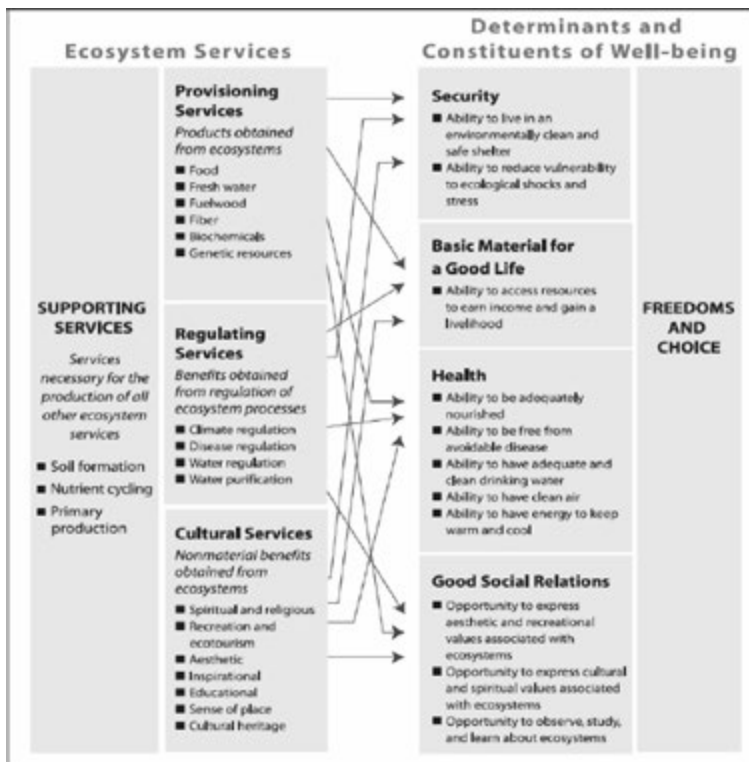 Ecosystem Services
Determinants and
Constituents of Well-being
SUPPORTING
SERVICES
Services
necessary for the
production of all
other ecosystem
services
■ Soil formation
■ Nutrient cycling
■ Primary
production
Provisioning
Services
Products obtained
from ecosystems
■ Food
■ Fresh water
■ Fuelwood
■ Fiber
■ Biochemicals
■ Genetic resources
Regulating
Services
Benefits obtained
from regulation of
ecosystem processes
■ Climate regulation
■ Disease regulation
■ Water regulation
■ Water purification
Cultural Services
Nonmaterial benefits
obtained from
ecosystems
■ Spiritual and religious
■ Recreation and
ecotourism
■ Aesthetic
■ Inspirational
■ Educational
■ Sense of place
■ Cultural heritage
Security
■ Ability to live in an
environmentally clean and
safe shelter
■ Ability to reduce vulnerability
to ecological shocks and
stress
Basic Material for
a Good Life
■ Ability to access resources
to earn income and gain a
livelihood
Health
■ Ability to be adequately
nourished
■ Ability to be free from
avoidable disease
■ Ability to have adequate and
clean drinking water
■ Ability to have clean air
■ Ability to have energy to keep
warm and cool
Good Social Relations
■ Opportunity to express
aesthetic and recreational
values associated with
ecosystems
■ Opportunity to express cultural
and spiritual values associated
with ecosystems
■ Opportunity to observe, study,
and learn about ecosystems
FREEDOMS
AND
CHOICE